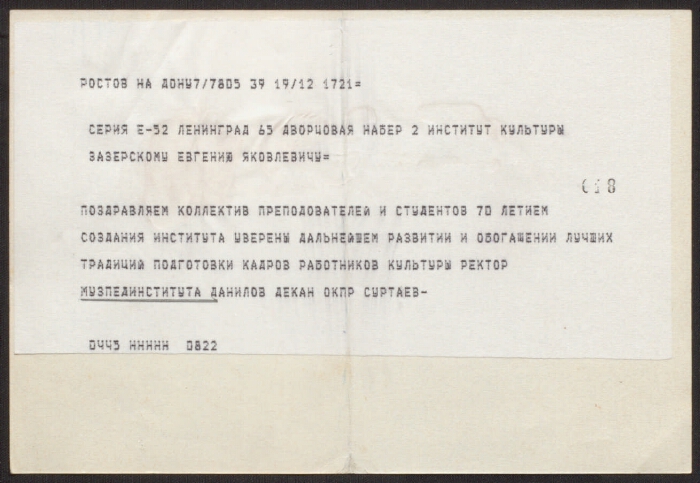 РОСТОВ НА ДОНУ7/7805 39 19/12 1721=
СЕРИЯ Е-52 ЛЕНИНГРАД 65 ДВОРЦОВАЯ НАБЕР 2 ИНСТИТУТ КУЛЬТУРЫ
ЗАЗЕРСКОМУ ЕВГЕНИЮ ЯКОВЛЕВИЧУ=
618
ПОЗДРАВЛЯЕМ КОЛЛЕКТИВ ПРЕПОДОВАТЕЛЕЙ И СТУДЕНТОВ 70 ЛЕТИЕМ
СОЗДАНИЯ ИНСТИТУТА УВЕРЕНЫ ДАЛЬНЕЙШЕМ РАЗВИТИИ И ОБОГАЩЕНИИ ЛУЧШИХ
ТРАДИЦИЙ ПОДГОТОВКИ КАДРОВ РАБОТНИКОВ КУЛЬТУРЫ РЕКТОР
МУЗПЕДИНСТИТУТА ДАНИЛОВ ДЕКАН ОКПР СУРТАЕВ-
0443 ННННН 0822